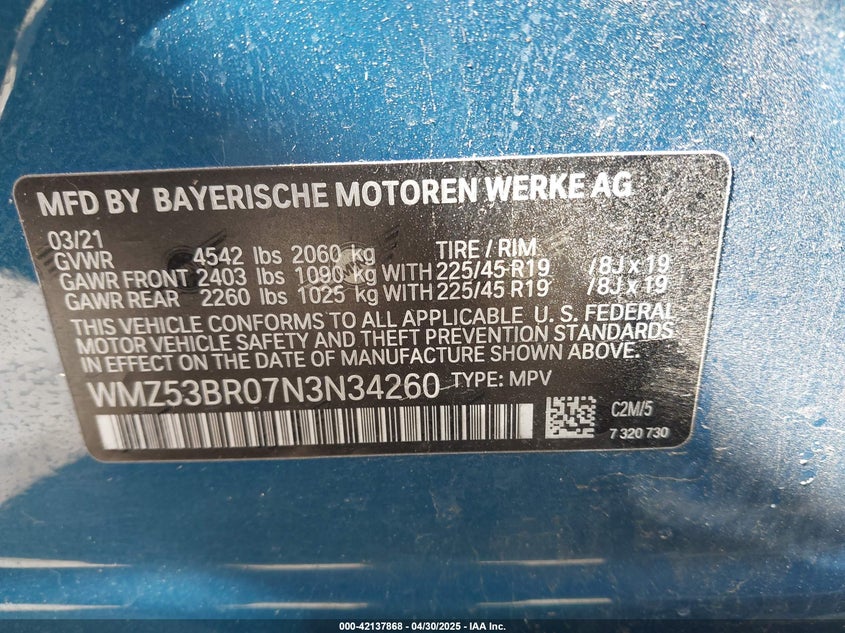 MFD BY BAYERISCHE MOTOREN WERKE AG
03/21
GVWR 4542 lbs 2060 kg TIRE / RIM
GAWR FRONT 2403 lbs 1090 kg WITH 225/45 R19 /8J x 19
GAWR REAR 2260 lbs 1025 kg WITH 225/45 R19 /8J x 19
THIS VEHICLE CONFORMS TO ALL APPLICABLE U. S. FEDERAL
MOTOR VEHICLE SAFETY AND THEFT PREVENTION STANDARDS
IN EFFECT ON THE DATE OF MANUFACTURE SHOWN ABOVE.
WMZ53BR07N3N34260 TYPE: MPV
C2M/5
7 320 730
000-42137868 - 04/30/2025 - IAA Inc.